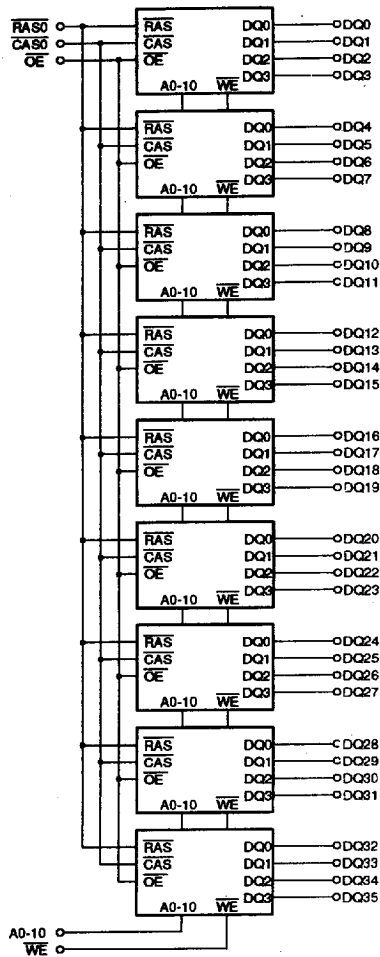 RAS0 RAS DQ0 DQ0
CAS0 CAS DQ1 DQ1
OE OE DQ2 DQ2
DQ3 DQ3
A0-10 WE
RAS DQ0 DQ4
CAS DQ1 DQ5
OE DQ2 DQ6
DQ3 DQ7
A0-10 WE
RAS DQ0 DQ8
CAS DQ1 DQ9
OE DQ2 DQ10
DQ3 DQ11
A0-10 WE
RAS DQ0 DQ12
CAS DQ1 DQ13
OE DQ2 DQ14
DQ3 DQ15
A0-10 WE
RAS DQ0 DQ16
CAS DQ1 DQ17
OE DQ2 DQ18
DQ3 DQ19
A0-10 WE
RAS DQ0 DQ20
CAS DQ1 DQ21
OE DQ2 DQ22
DQ3 DQ23
A0-10 WE
RAS DQ0 DQ24
CAS DQ1 DQ25
OE DQ2 DQ26
DQ3 DQ27
A0-10 WE
RAS DQ0 DQ28
CAS DQ1 DQ29
OE DQ2 DQ30
DQ3 DQ31
A0-10 WE
RAS DQ0 DQ32
CAS DQ1 DQ33
OE DQ2 DQ34
DQ3 DQ35
A0-10 WE
A0-10
WE